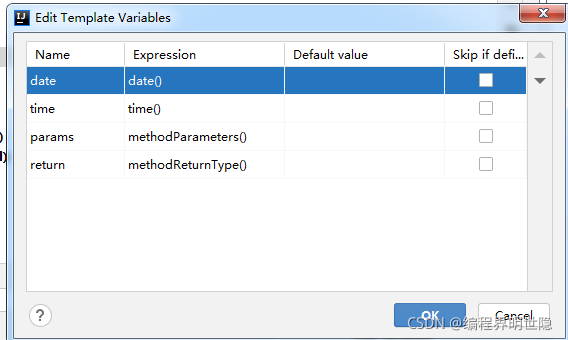 IJ Edit Template Variables
Name Expression Default value Skip if defi...
date date()
time time()
params methodParameters()
return methodReturnType()
)
d)
? OK Cancel
CSDN @编程界明世隐